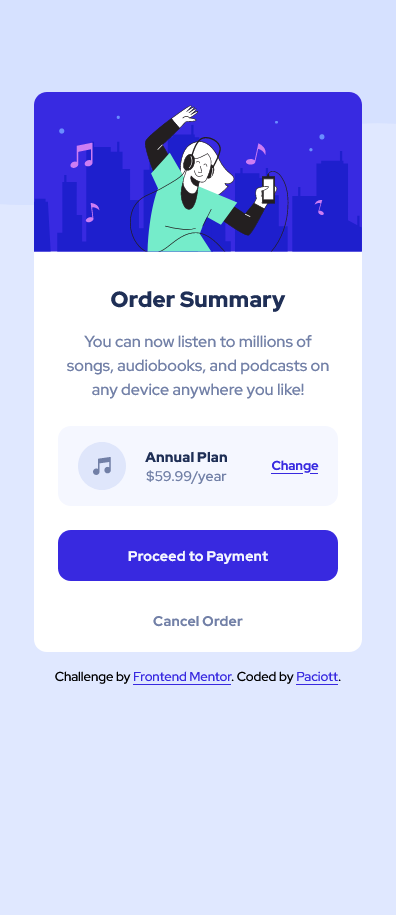 Order Summary
You can now listen to millions of
songs, audiobooks, and podcasts on
any device anywhere you like!
Annual Plan
$59.99/year
Change
Proceed to Payment
Cancel Order
Challenge by Frontend Mentor. Coded by Paciott.